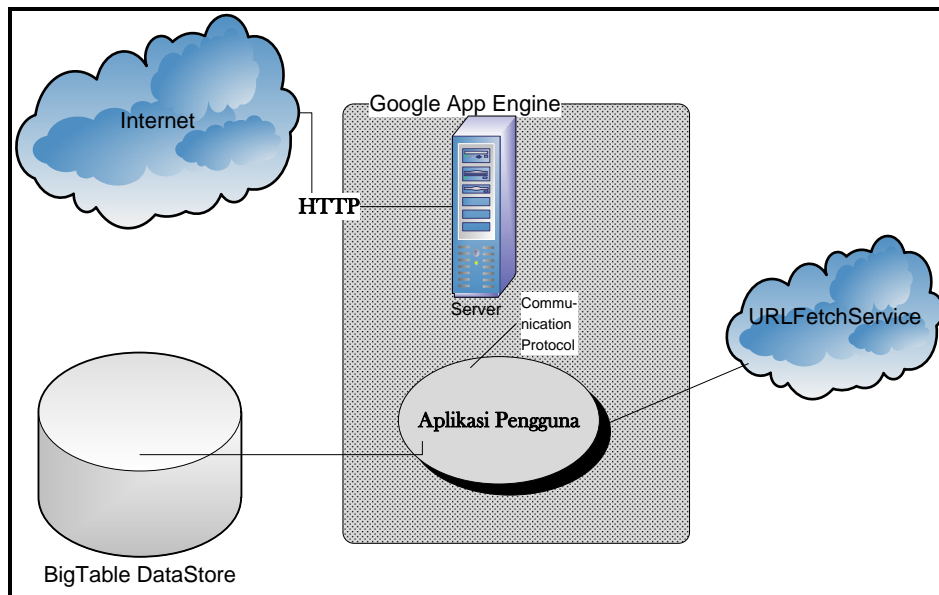 Google App Engine
Internet
HTTP
Server
Commu-
nication
Protocol
URLFetchService
Aplikasi Pengguna
BigTable DataStore